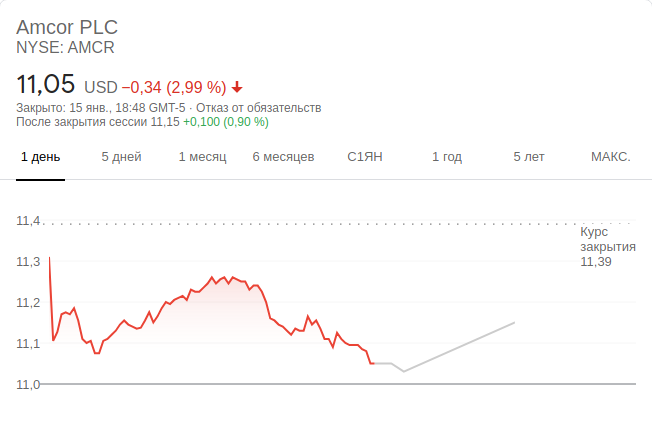 Amcor PLC
NYSE: AMCR
11,05 USD −0,34 (2,99 %)
Закрыто: 15 янв., 18:48 GMT-5 · Отказ от обязательств
После закрытия сессии 11,15 +0,100 (0,90 %)
1 день 5 дней 1 месяц 6 месяцев С1ЯН 1 год 5 лет МАКС.
11,4
Курс
закрытия
11,3 11,39
11,2
11,1
11,0